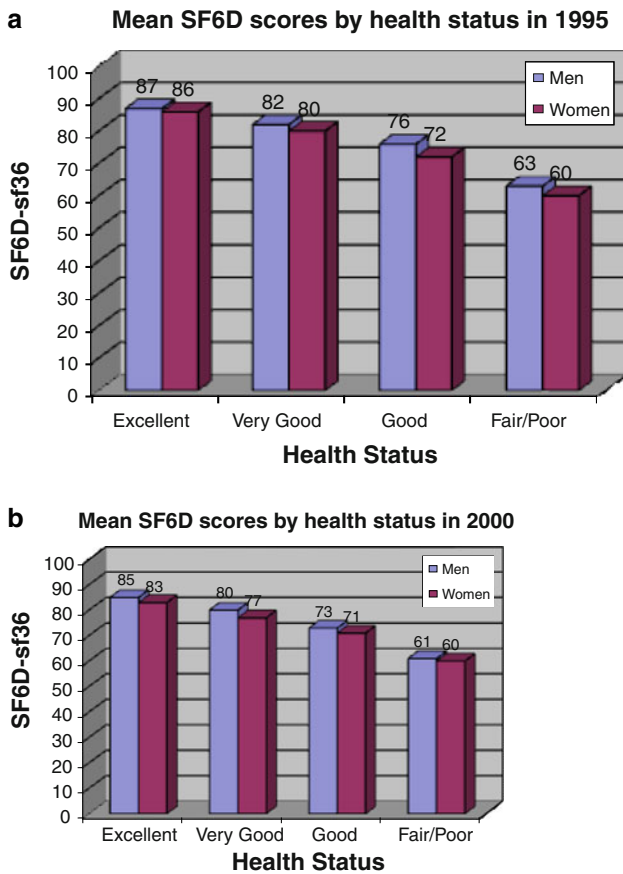 a
Mean SF6D scores by health status in 1995
SF6D-sf36
100
90
80
70
60
50
40
30
20
10
0
87
86
82
80
76
72
63
60
Men
Women
Excellent
Very Good
Good
Fair/Poor
Health Status
b
Mean SF6D scores by health status in 2000
SF6D-sf36
100
90
80
70
60
50
40
30
20
10
0
85
83
80
77
73
71
61
60
Men
Women
Excellent
Very Good
Good
Fair/Poor
Health Status